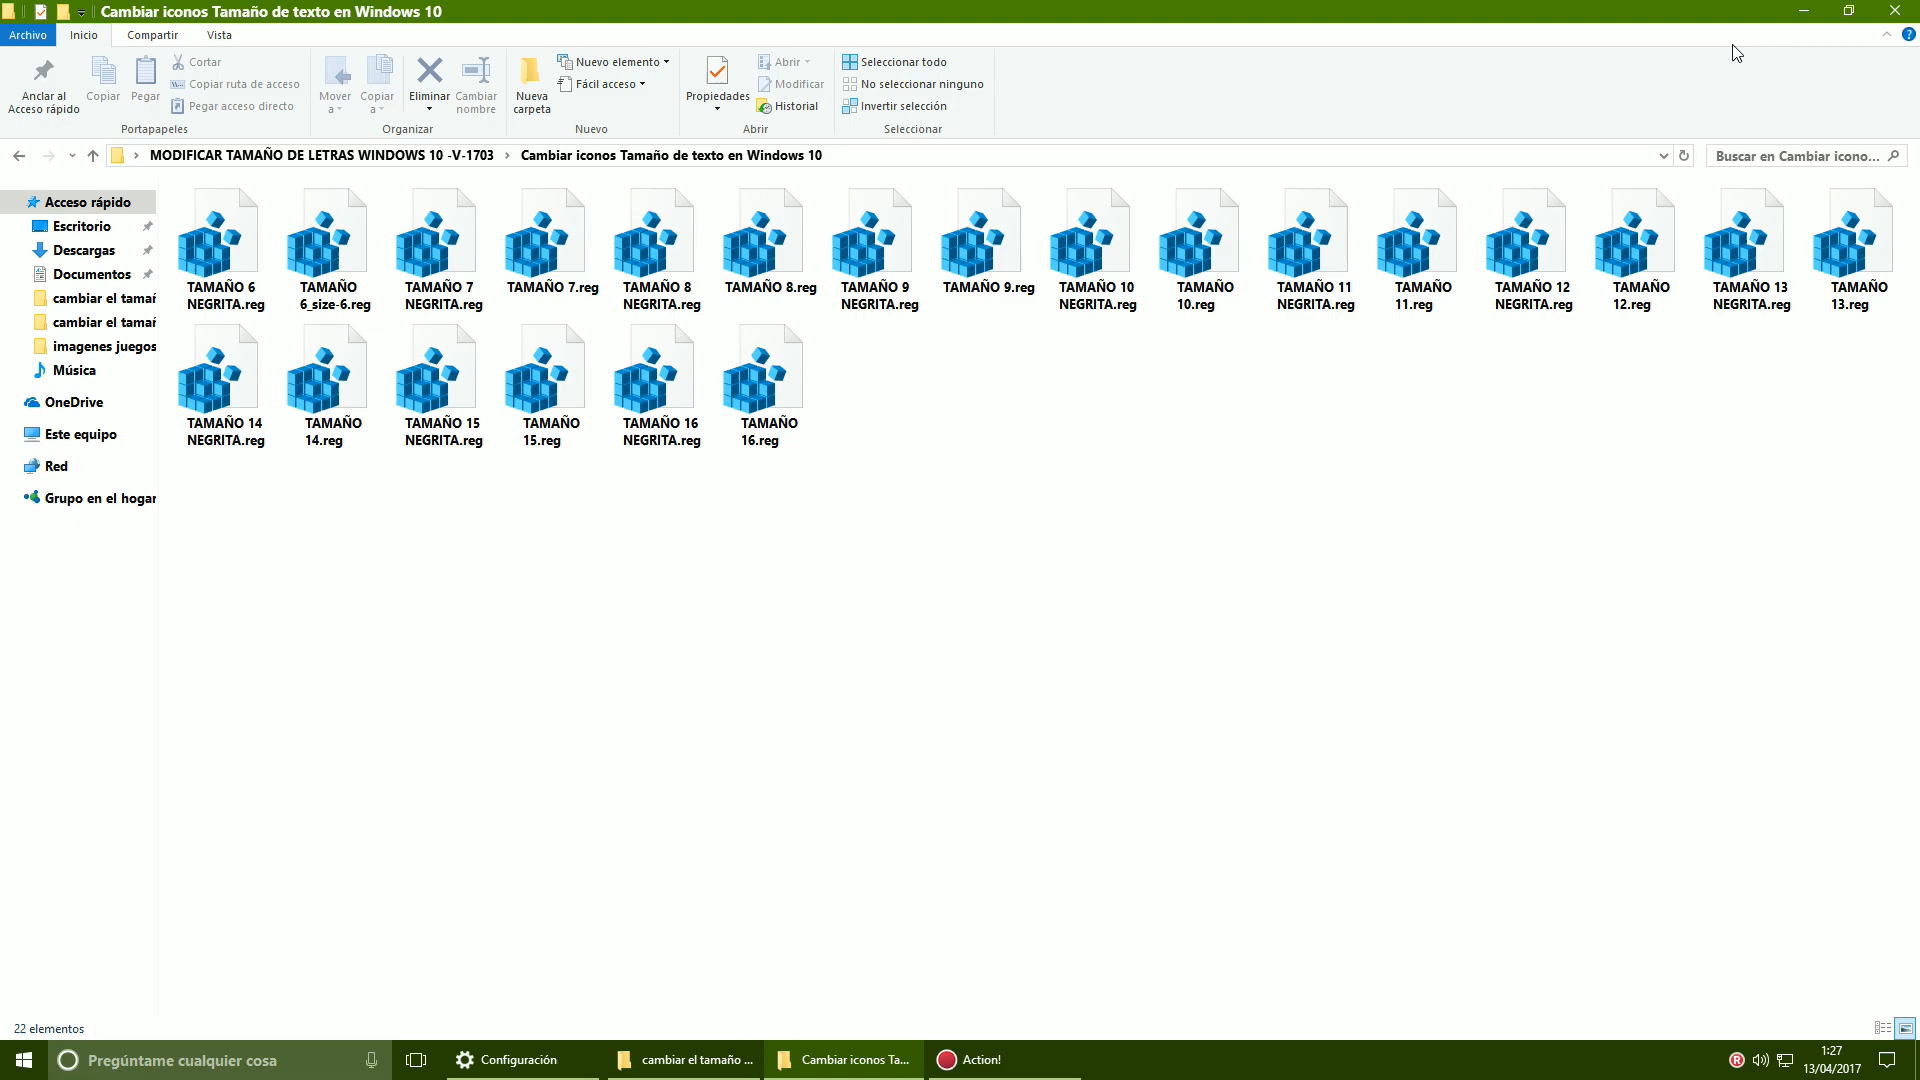 Cambiar iconos Tamaño de texto en Windows 10
Archivo Inicio Compartir Vista
Anclar al
Acceso rápido
Copiar
Pegar
Cortar
Copiar ruta de acceso
Pegar acceso directo
Portapapeles
Mover
a
Copiar
a
Eliminar
Cambiar
nombre
Organizar
Nueva
carpeta
Nuevo elemento
Fácil acceso
Nuevo
Propiedades
Abrir
Modificar
Historial
Abrir
Seleccionar todo
No seleccionar ninguno
Invertir selección
Seleccionar
MODIFICAR TAMAÑO DE LETRAS WINDOWS 10 -V-1703 › Cambiar iconos Tamaño de texto en Windows 10
Buscar en Cambiar icono...
Acceso rápido
Escritorio
Descargas
Documentos
cambiar el tamañ
cambiar el tamañ
imagenes juegos
Música
OneDrive
Este equipo
Red
Grupo en el hogar
TAMAÑO 6
NEGRITA.reg
TAMAÑO
6_size-6.reg
TAMAÑO 7
NEGRITA.reg
TAMAÑO 7.reg
TAMAÑO 8
NEGRITA.reg
TAMAÑO 8.reg
TAMAÑO 9
NEGRITA.reg
TAMAÑO 9.reg
TAMAÑO 10
NEGRITA.reg
TAMAÑO
10.reg
TAMAÑO 11
NEGRITA.reg
TAMAÑO
11.reg
TAMAÑO 12
NEGRITA.reg
TAMAÑO
12.reg
TAMAÑO 13
NEGRITA.reg
TAMAÑO
13.reg
TAMAÑO 14
NEGRITA.reg
TAMAÑO
14.reg
TAMAÑO 15
NEGRITA.reg
TAMAÑO
15.reg
TAMAÑO 16
NEGRITA.reg
TAMAÑO
16.reg
22 elementos
Pregúntame cualquier cosa
Configuración
cambiar el tamaño ...
Cambiar iconos Ta...
Action!
R
1:27
13/04/2017